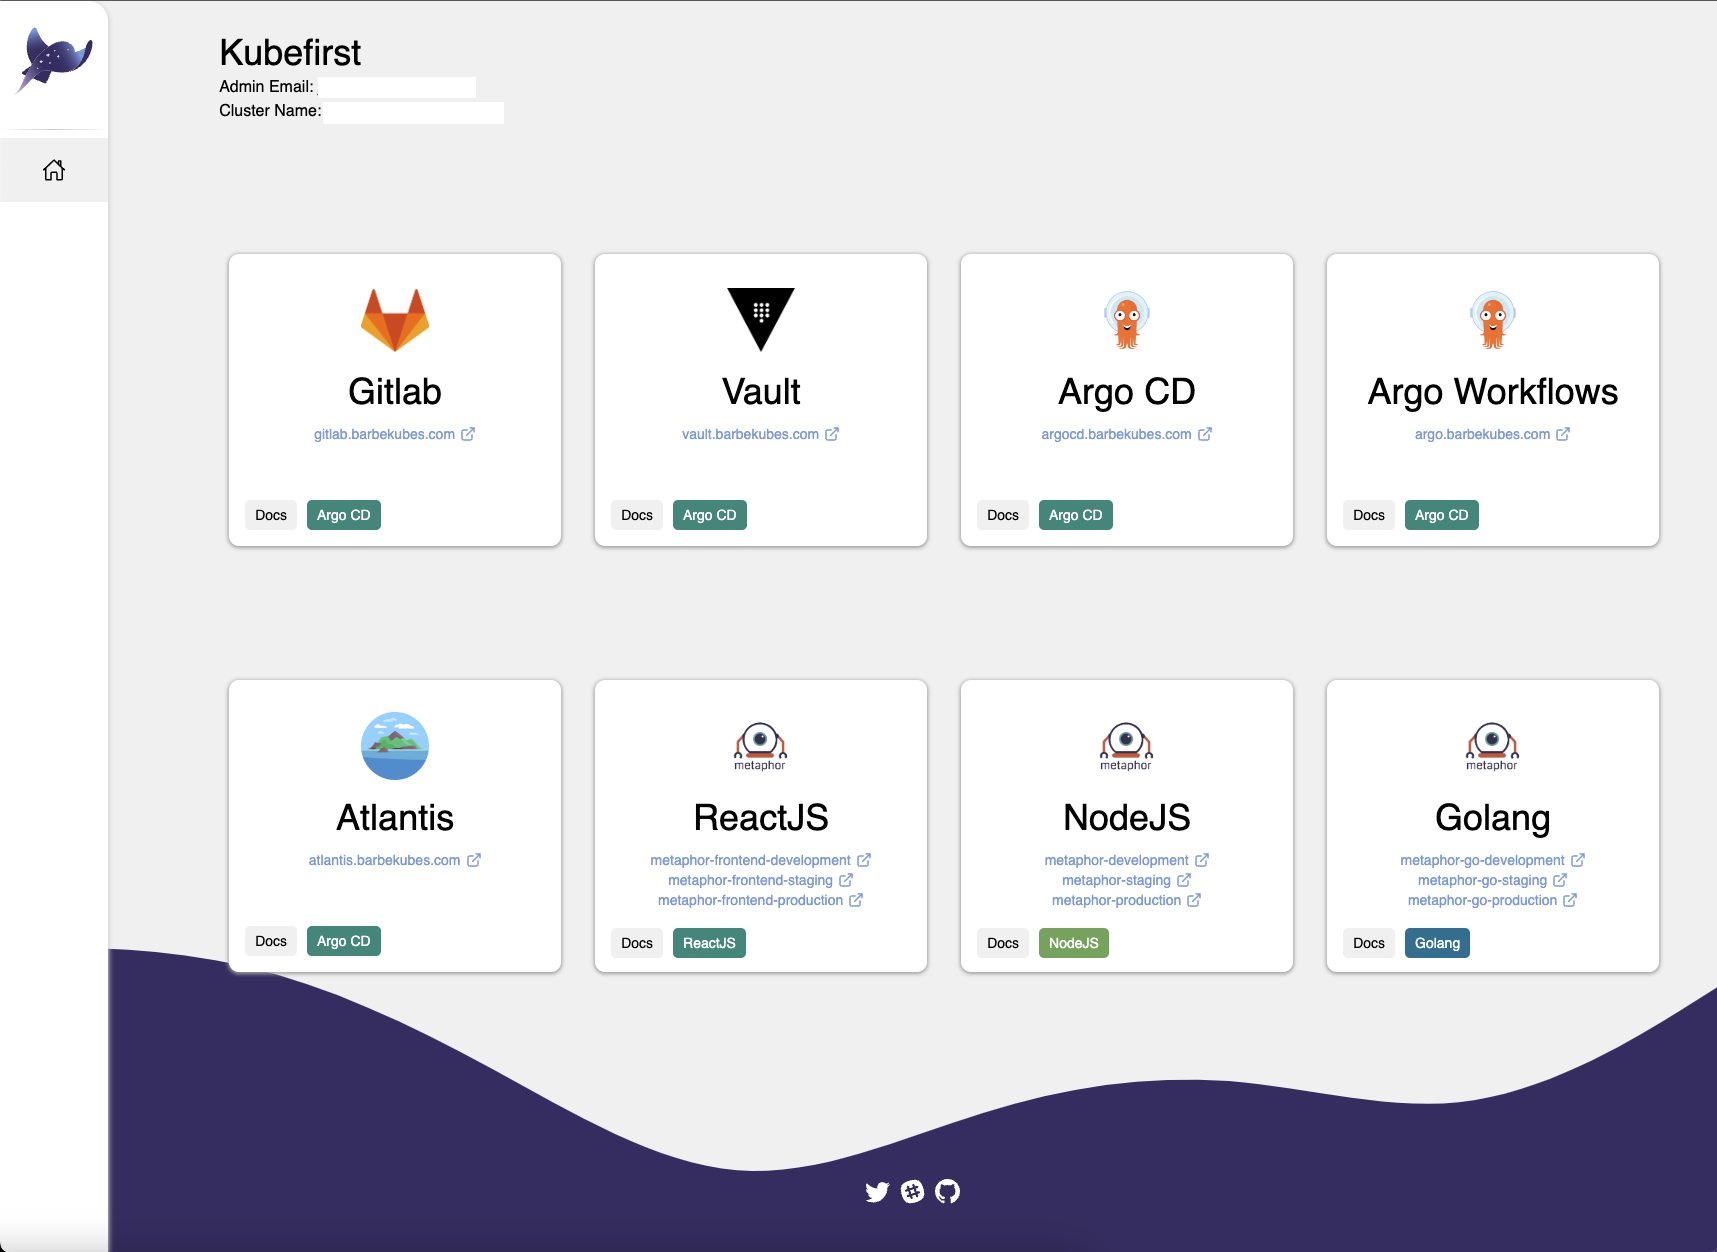 Kubefirst
Admin Email:
Cluster Name:
Gitlab
gitlab.barbekubes.com
Docs Argo CD
Vault
vault.barbekubes.com
Docs Argo CD
Argo CD
argocd.barbekubes.com
Docs Argo CD
Argo Workflows
argo.barbekubes.com
Docs Argo CD
Atlantis
atlantis.barbekubes.com
Docs Argo CD
metaphor
ReactJS
metaphor-frontend-development
metaphor-frontend-staging
metaphor-frontend-production
Docs ReactJS
metaphor
NodeJS
metaphor-development
metaphor-staging
metaphor-production
Docs NodeJS
metaphor
Golang
metaphor-go-development
metaphor-go-staging
metaphor-go-production
Docs Golang